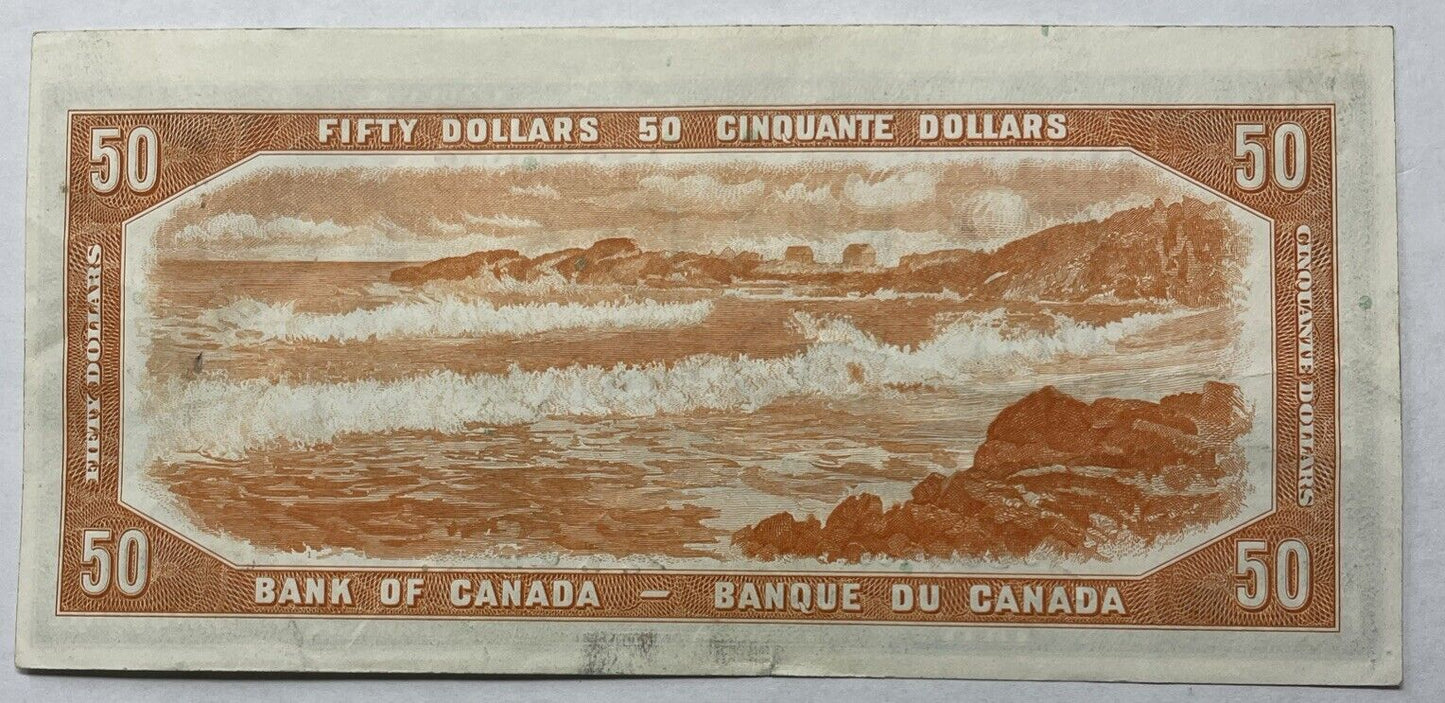 50 FIFTY DOLLARS 50 CINQUANTE DOLLARS 50
FIFTY DOLLARS
CINQUANTE DOLLARS
50 BANK OF CANADA — BANQUE DU CANADA 50